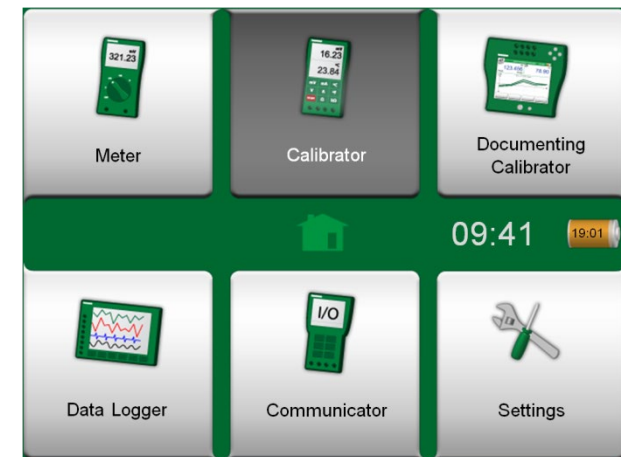 321.23
16.23
23.84
Meter
Calibrator
Documenting
Calibrator
09:41
19:01
I/O
Data Logger
Communicator
Settings